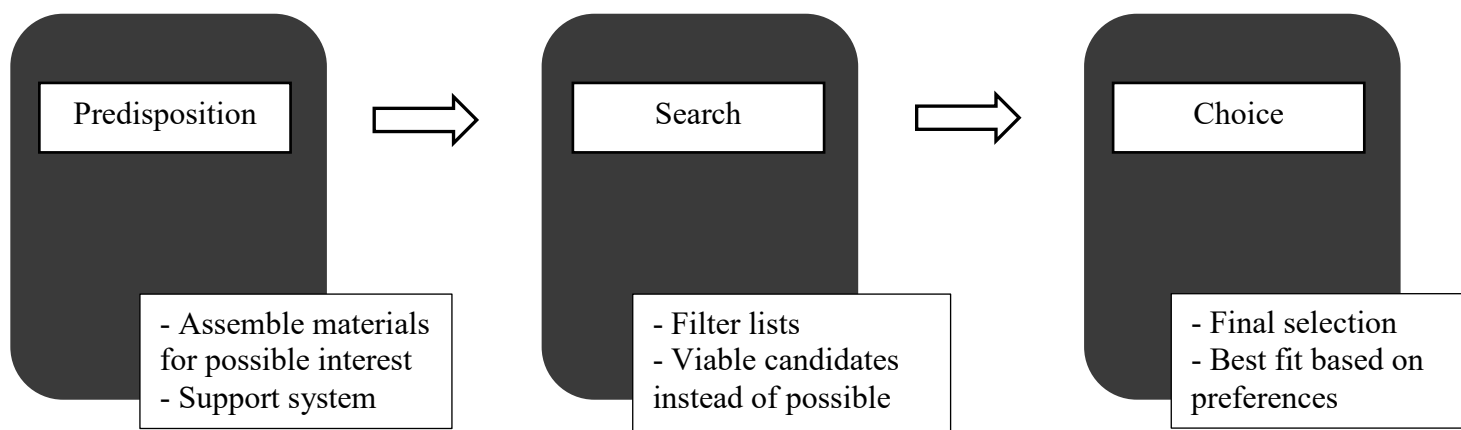 Predisposition
Search
Choice
- Assemble materials
for possible interest
- Support system
- Filter lists
- Viable candidates
instead of possible
- Final selection
- Best fit based on
preferences